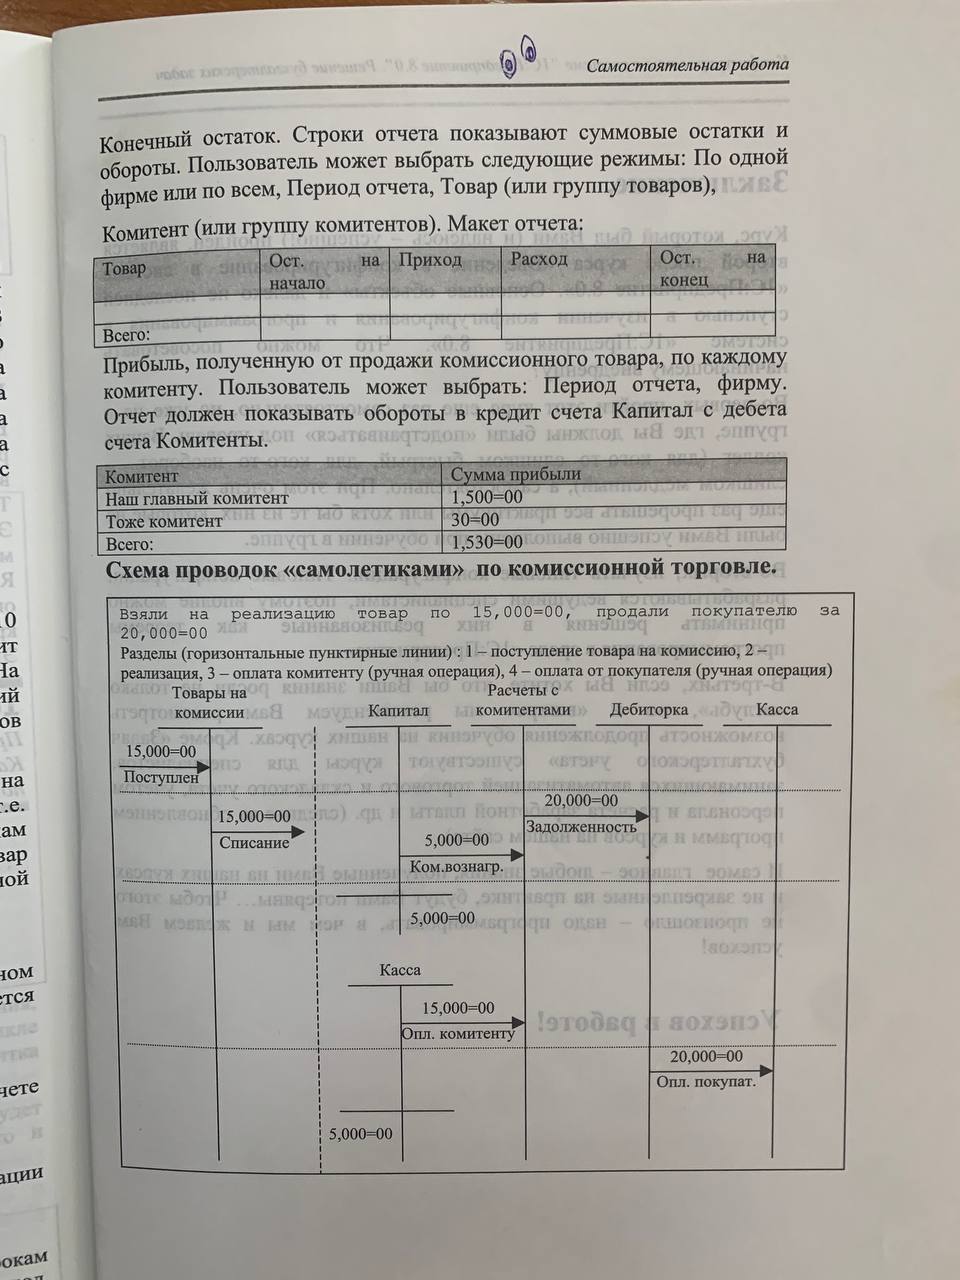 Самостоятельная работа
Конечный остаток. Строки отчета показывают суммовые остатки и
обороты. Пользователь может выбрать следующие режимы: По одной
фирме или по всем, Период отчета, Товар (или группу товаров),
Комитент (или группу комитентов). Макет отчета:
Товар Ост. на начало Приход Расход Ост. на конец
Всего:
Прибыль, полученную от продажи комиссионного товара, по каждому
комитенту. Пользователь может выбрать: Период отчета, фирму.
Отчет должен показывать обороты в кредит счета Капитал с дебета
счета Комитенты.
Комитент Сумма прибыли
Наш главный комитент 1,500=00
Тоже комитент 30=00
Всего: 1,530=00
Схема проводок «самолетиками» по комиссионной торговле.
Взяли на реализацию товар по 15,000=00, продали покупателю за
20,000=00
Разделы (горизонтальные пунктирные линии) : 1 – поступление товара на комиссию, 2 –
реализация, 3 – оплата комитенту (ручная операция), 4 – оплата от покупателя (ручная операция)
Товары на комиссии Капитал Расчеты с комитентами Дебиторка Касса
15,000=00
Поступлен
20,000=00
Задолженность
15,000=00
Списание
5,000=00
Ком.вознагр.
5,000=00
Касса
15,000=00
Опл. комитенту
20,000=00
Опл. покупат.
5,000=00